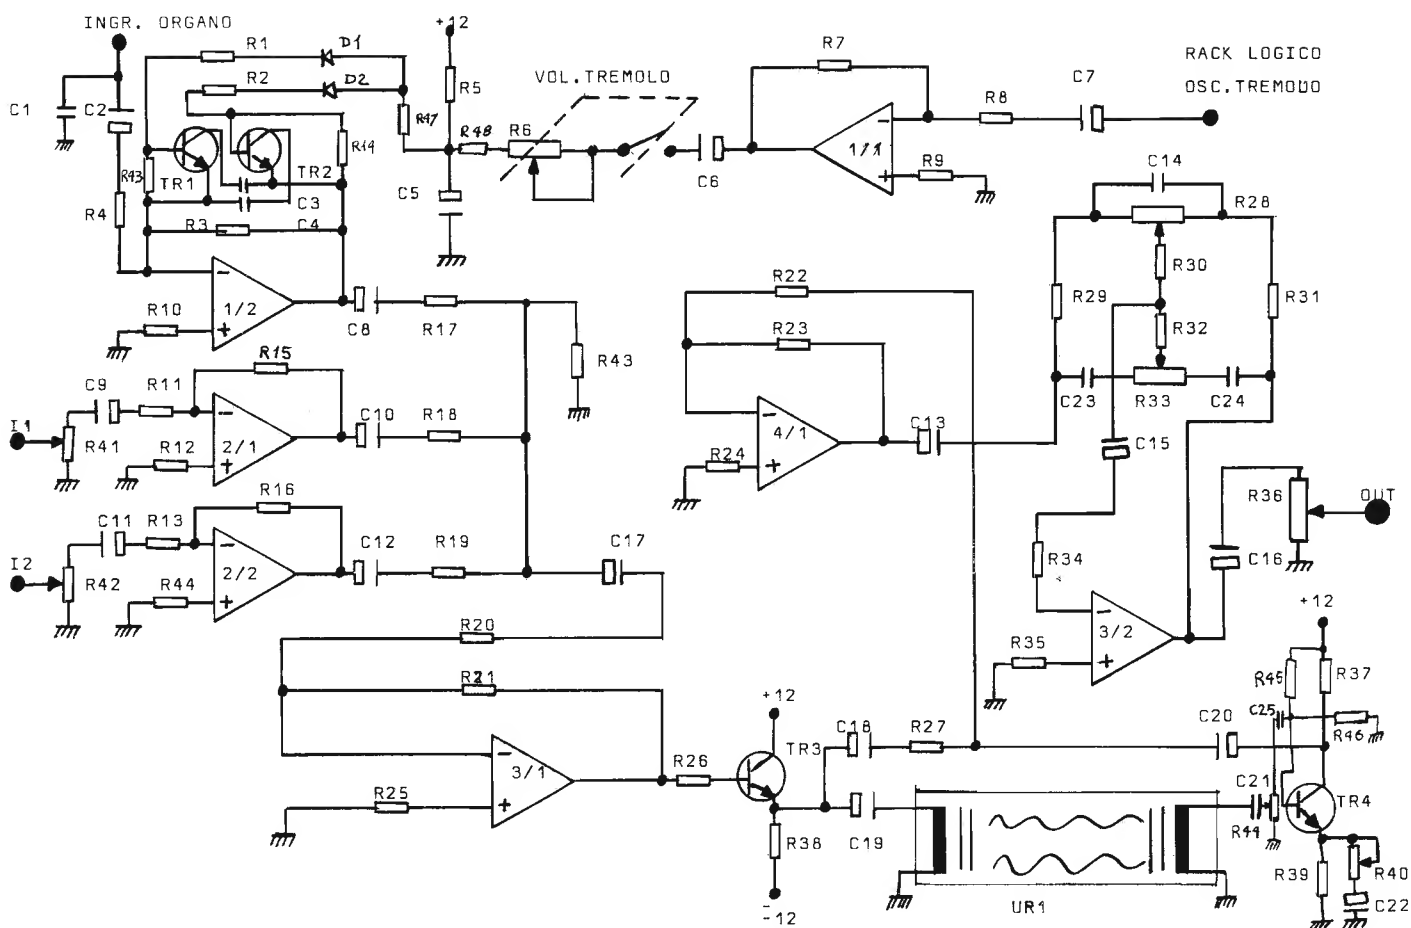 INGR. ORGANO
+12
R1
D1
R2
D2
R5
R47
VOL.TREMOLO
R7
RACK LOGICO
OSC.TREMOLO
C1
C2
R48
R6
C7
R8
R14
1/1
C6
R9
C14
R43
TR1
TR2
C5
R4
C3
R3
C4
R28
R30
R10
1/2
C8
R17
R22
R29
R31
R32
R43
R23
R15
C9
R11
C10
R18
C23
R33
C24
I1
R41
R12
2/1
4/1
C13
R24
C15
R36
OUT
C11
R13
R16
C12
R19
C17
R34
C16
I2
R42
R44
2/2
+12
R20
R35
3/2
R21
R45
R37
+12
C25
R46
C18
R27
C20
3/1
R26
TR3
R25
C21
TR4
R38
C19
R44
R39
R40
-12
UR1
C22